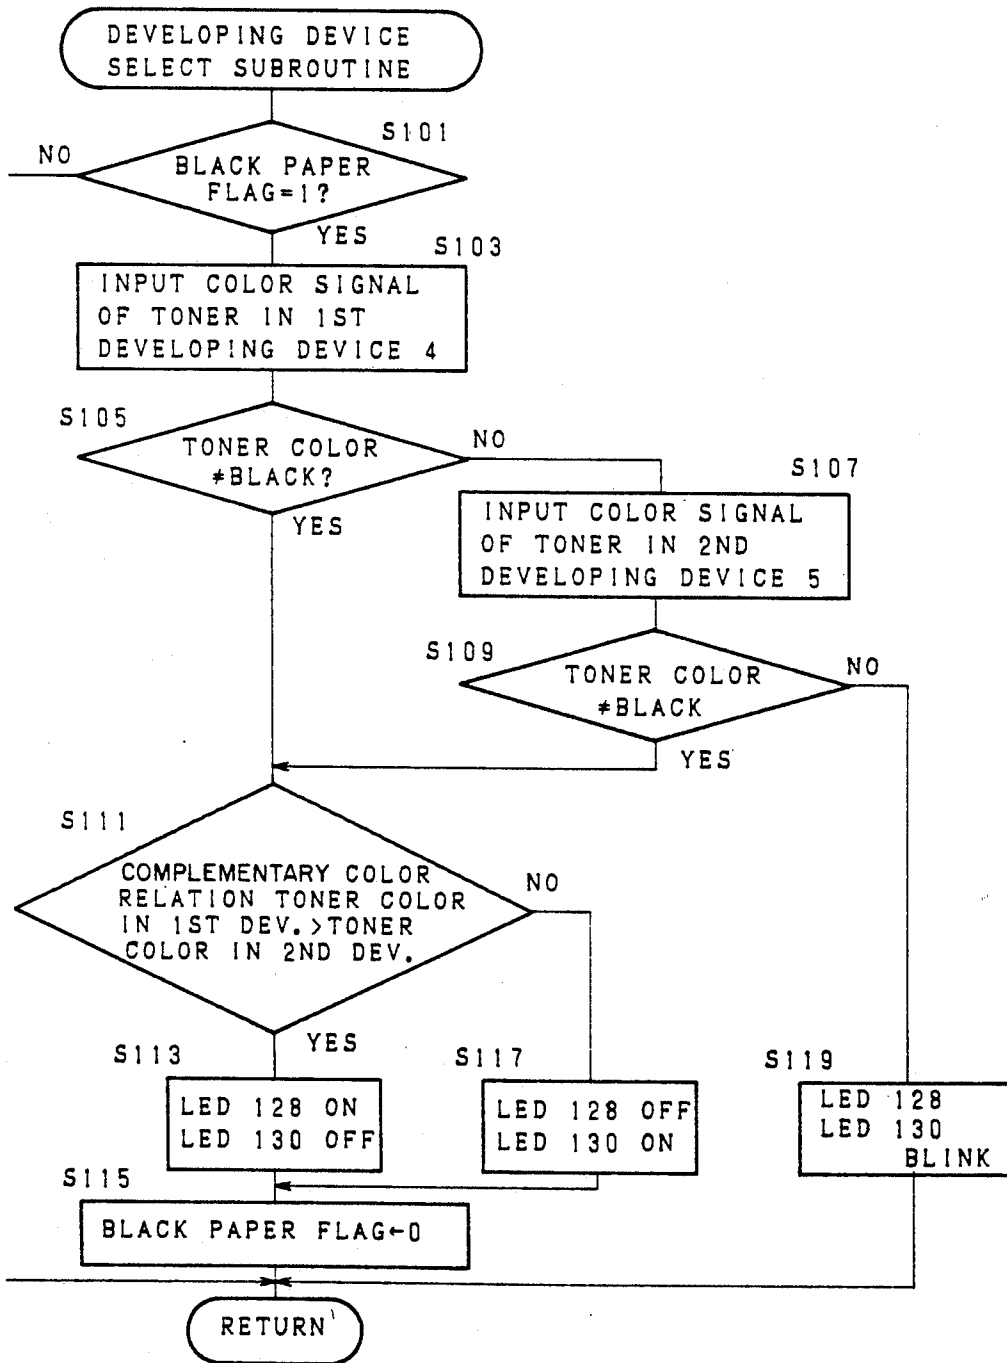 DEVELOPING DEVICE
SELECT SUBROUTINE
S101
NO
BLACK PAPER
FLAG=1?
YES
S103
INPUT COLOR SIGNAL
OF TONER IN 1ST
DEVELOPING DEVICE 4
S105
TONER COLOR
≠BLACK?
NO
YES
S107
INPUT COLOR SIGNAL
OF TONER IN 2ND
DEVELOPING DEVICE 5
S109
TONER COLOR
≠BLACK
NO
YES
S111
COMPLEMENTARY COLOR
RELATION TONER COLOR
IN 1ST DEV.>TONER
COLOR IN 2ND DEV.
NO
YES
S113
LED 128 ON
LED 130 OFF
S117
LED 128 OFF
LED 130 ON
S119
LED 128
LED 130
BLINK
S115
BLACK PAPER FLAG←0
RETURN